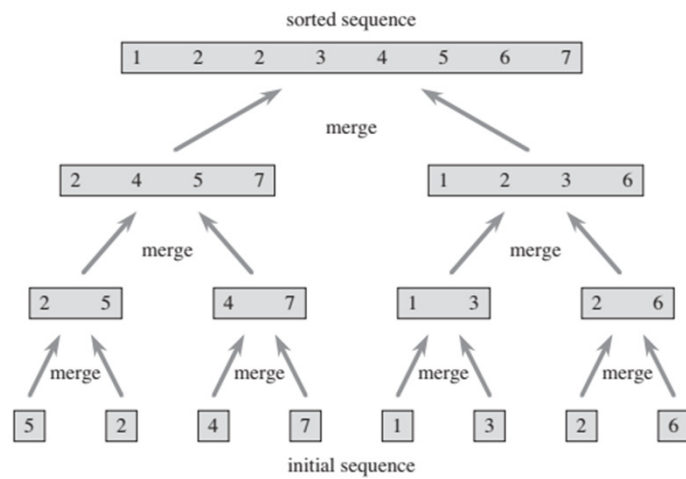 sorted sequence
1 2 2 3 4 5 6 7
merge
2 4 5 7
1 2 3 6
merge
merge
2 5
4 7
1 3
2 6
merge
merge
merge
merge
5
2
4
7
1
3
2
6
initial sequence